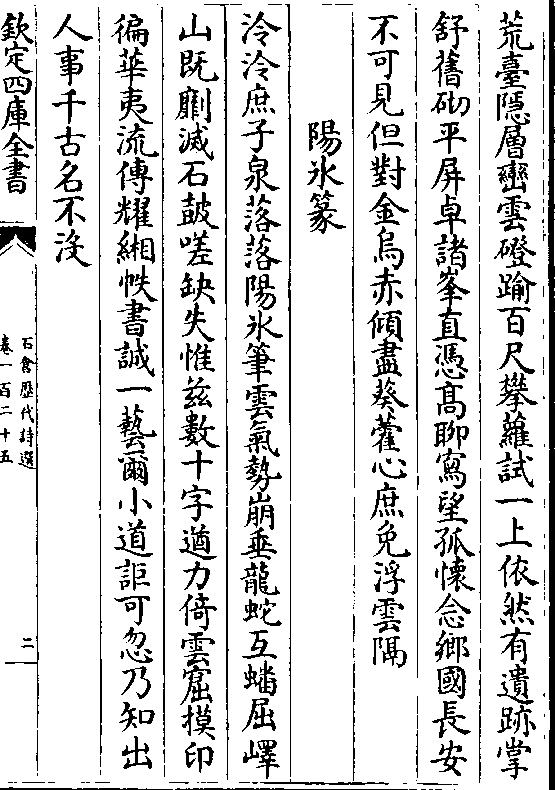 荒臺隱層巒雲磴踰百尺攀蘿試一上依然有遺跡掌
舒舊砌平屏卓諸峯直憑髙聊寫望孤懐念鄉國長安
不可見但對金烏赤傾盡葵藿心庶免浮雲隔
陽氷篆
泠泠庶子泉落落陽氷筆雲氣勢崩垂龍蛇互蟠屈嶧
山既劘滅石鼓嗟缺失惟兹數十字遒力倚雲窟摸印
徧華夷流傳耀緗帙書誠一藝爾小道詎可忽乃知出
人事千古名不沒
欽定四庫全書
石倉歴代詩選
卷一百二十五
二